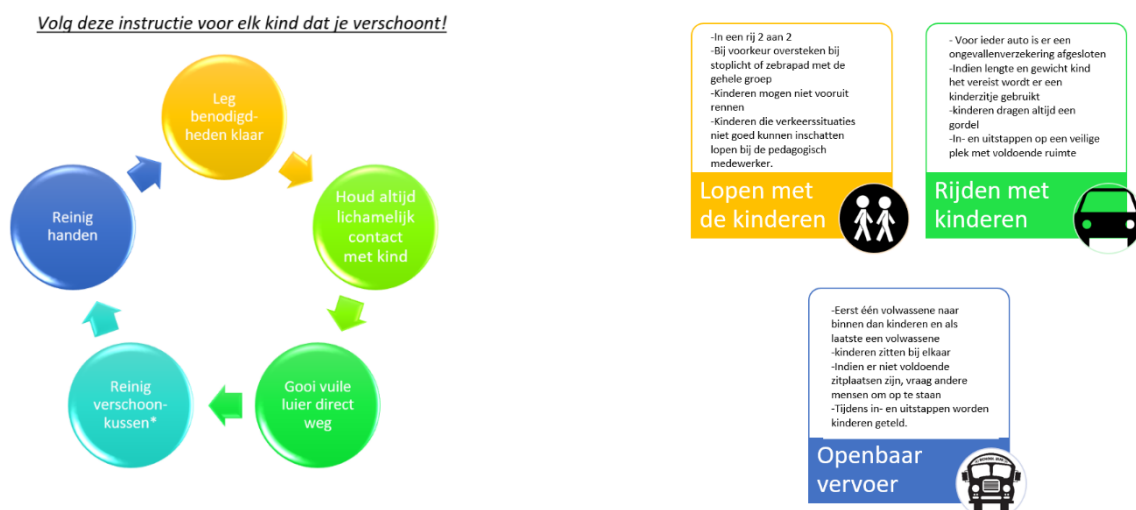 Volg deze instructie voor elk kind dat je verschoont!
Leg
benodigd-
heden klaar
Houd altijd
lichamelijk
contact
met kind
Gooi vuile
luier direct
weg
Reinig
verschoon-
kussen*
Reinig
handen
-In een rij 2 aan 2
-Bij voorkeur oversteken bij
stoplicht of zebrapad met de
gehele groep
-Kinderen mogen niet vooruit
rennen
-Kinderen die verkeerssituaties
niet goed kunnen inschatten
lopen bij de pedagogisch
medewerker.
Lopen met
de kinderen
- Voor ieder auto is er een
ongevallenverzekering afgesloten
-Indien lengte en gewicht kind
het vereist wordt er een
kinderzitje gebruikt
-kinderen dragen altijd een
gordel
-In- en uitstappen op een veilige
plek met voldoende ruimte
Rijden met
kinderen
-Eerst één volwassene naar
binnen dan kinderen en als
laatste een volwassene
-kinderen zitten bij elkaar
-Indien er niet voldoende
zitplaatsen zijn, vraag andere
mensen om op te staan
-Tijdens in- en uitstappen worden
kinderen geteld.
Openbaar
vervoer